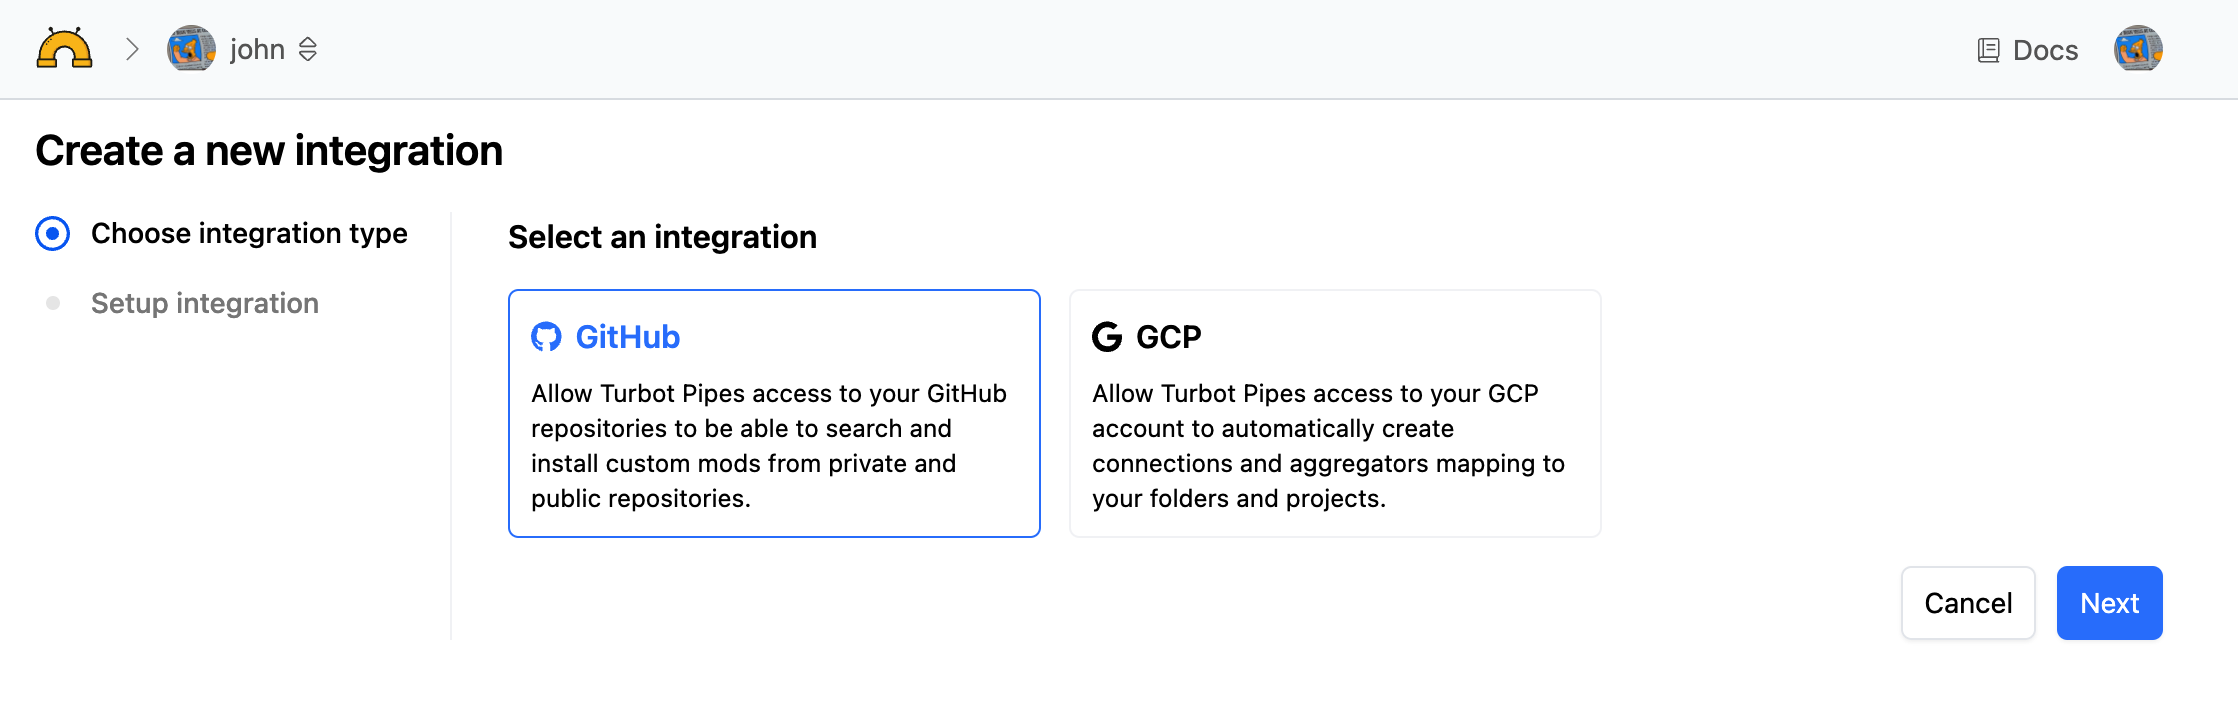 john
Docs
Create a new integration
Choose integration type
Setup integration
Select an integration
GitHub
Allow Turbot Pipes access to your GitHub
repositories to be able to search and
install custom mods from private and
public repositories.
GCP
Allow Turbot Pipes access to your GCP
account to automatically create
connections and aggregators mapping to
your folders and projects.
Cancel
Next